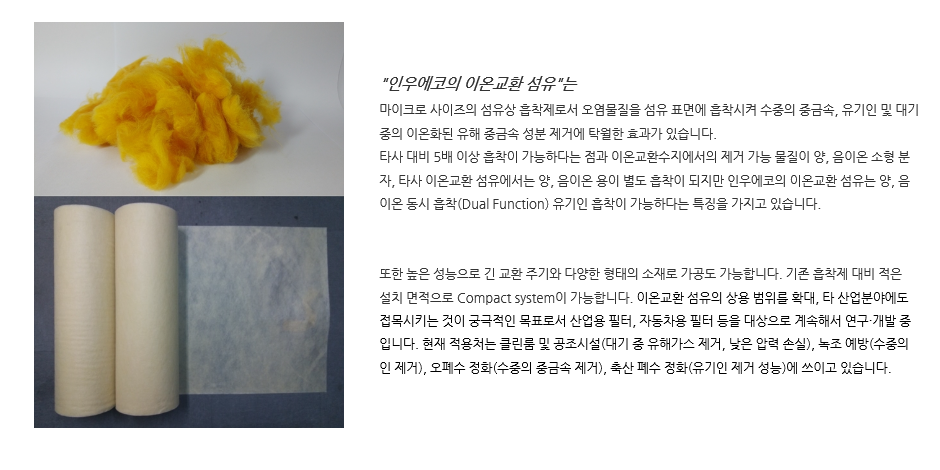 "인우에코의 이온교환 섬유"는
마이크로 사이즈의 섬유상 흡착제로서 오염물질을 섬유 표면에 흡착시켜 수중의 중금속, 유기인 및 대기
중의 이온화된 유해 중금속 성분 제거에 탁월한 효과가 있습니다.
타사 대비 5배 이상 흡착이 가능하다는 점과 이온교환수지에서의 제거 가능 물질이 양, 음이온 소형 분
자, 타사 이온교환 섬유에서는 양, 음이온 용이 별도 흡착이 되지만 인우에코의 이온교환 섬유는 양, 음
이온 동시 흡착(Dual Function) 유기인 흡착이 가능하다는 특징을 가지고 있습니다.
또한 높은 성능으로 긴 교환 주기와 다양한 형태의 소재로 가공도 가능합니다. 기존 흡착제 대비 적은
설치 면적으로 Compact system이 가능합니다. 이온교환 섬유의 상용 범위를 확대, 타 산업분야에도
접목시키는 것이 궁극적인 목표로서 산업용 필터, 자동차용 필터 등을 대상으로 계속해서 연구·개발 중
입니다. 현재 적용처는 클린룸 및 공조시설(대기 중 유해가스 제거, 낮은 압력 손실), 녹조 예방(수중의
인 제거), 오폐수 정화(수중의 중금속 제거), 축산 폐수 정화(유기인 제거 성능)에 쓰이고 있습니다.